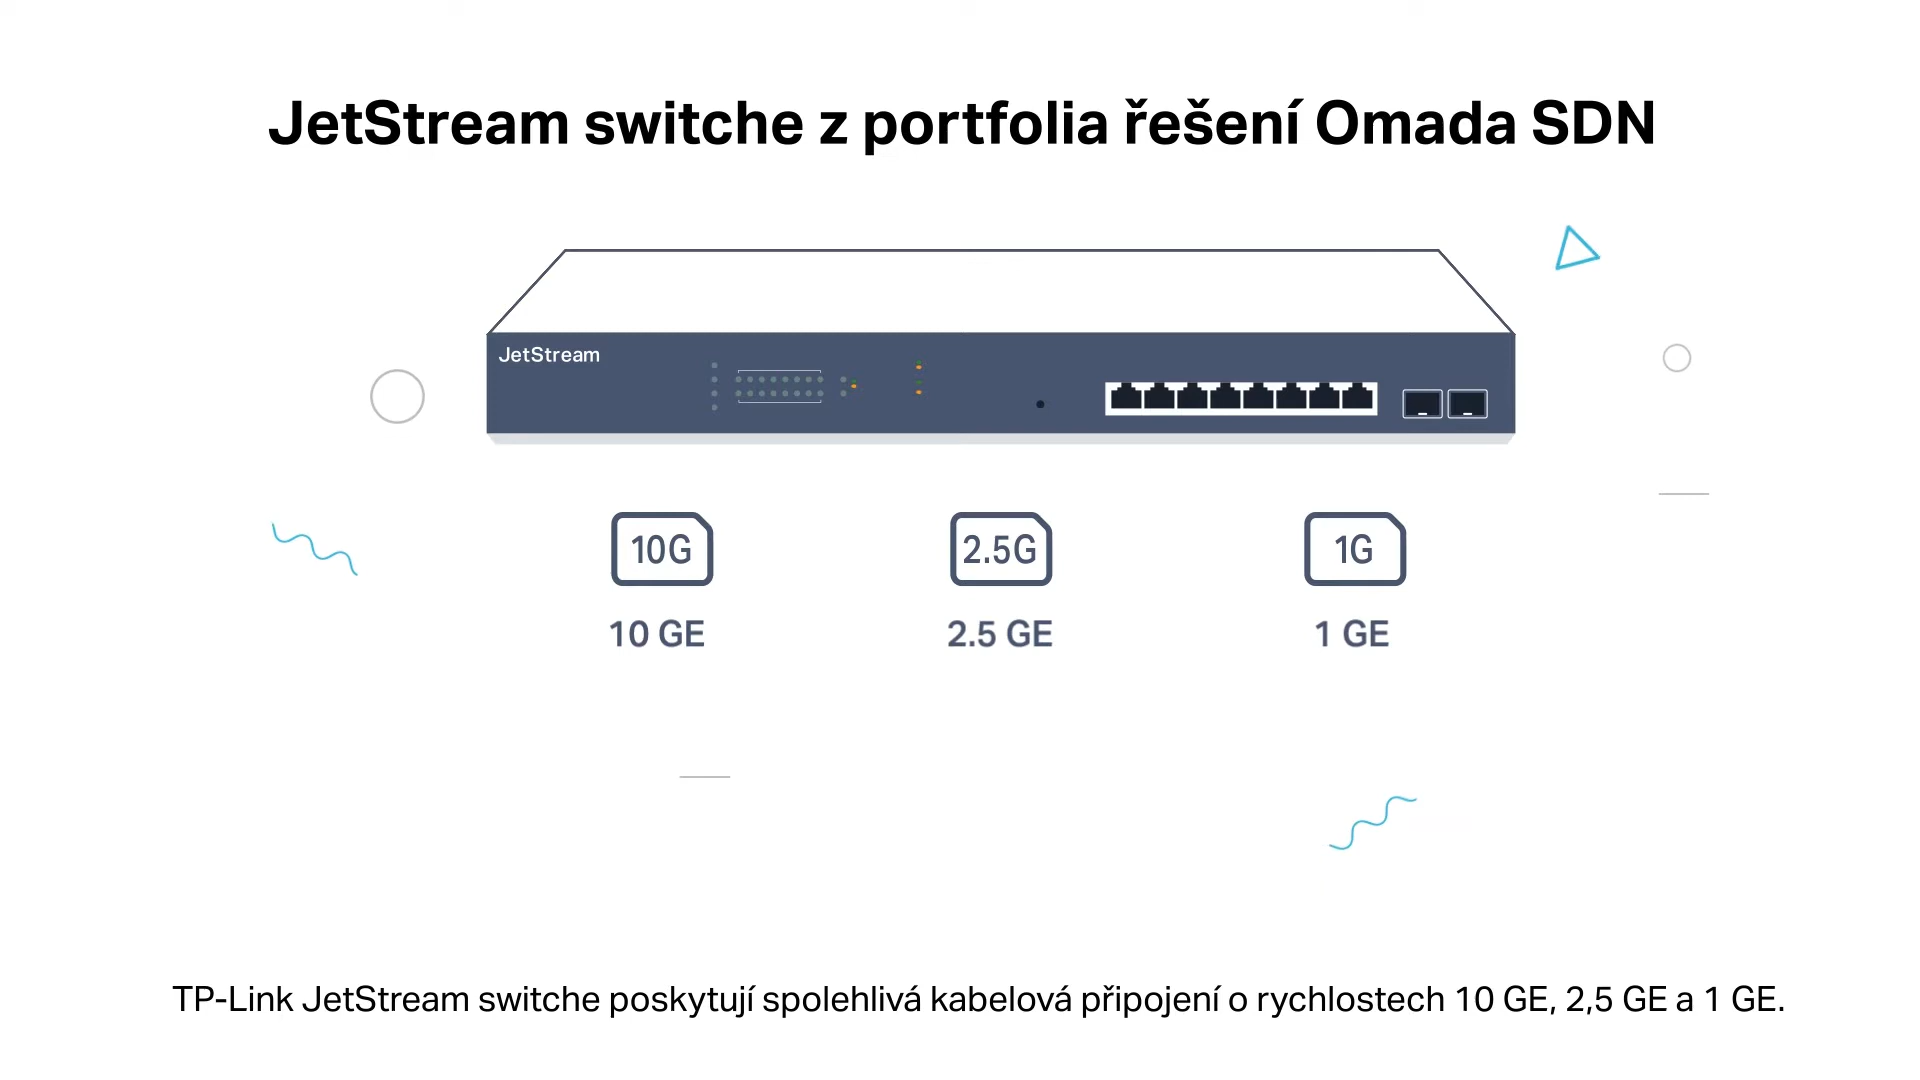 JetStream switche z portfolia řešení Omada SDN
JetStream
10G
2.5G
1G
10 GE
2.5 GE
1 GE
TP-Link JetStream switche poskytují spolehlivá kabelová připojení o rychlostech 10 GE, 2,5 GE a 1 GE.